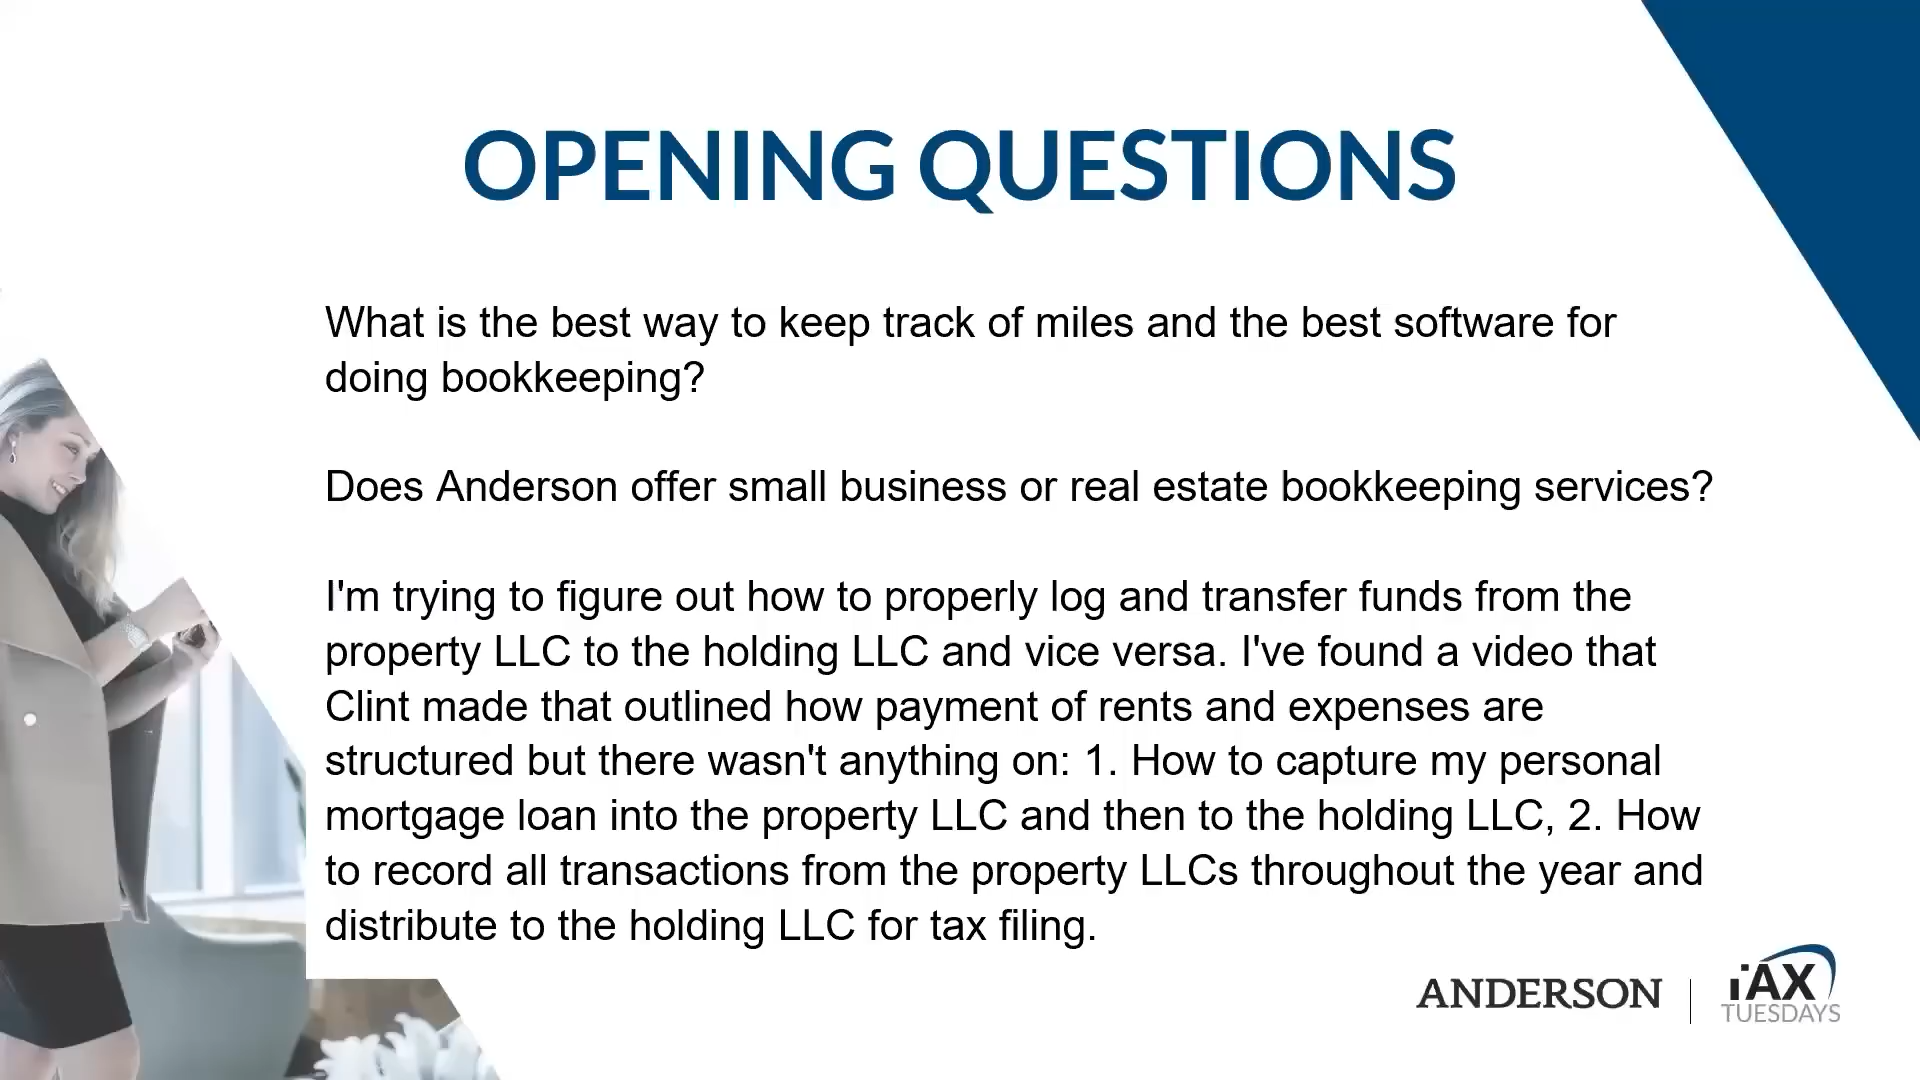 OPENING QUESTIONS
What is the best way to keep track of miles and the best software for
doing bookkeeping?
Does Anderson offer small business or real estate bookkeeping services?
I'm trying to figure out how to properly log and transfer funds from the
property LLC to the holding LLC and vice versa. I've found a video that
Clint made that outlined how payment of rents and expenses are
structured but there wasn't anything on: 1. How to capture my personal
mortgage loan into the property LLC and then to the holding LLC, 2. How
to record all transactions from the property LLCs throughout the year and
distribute to the holding LLC for tax filing.
ANDERSON
TAX
TUESDAYS